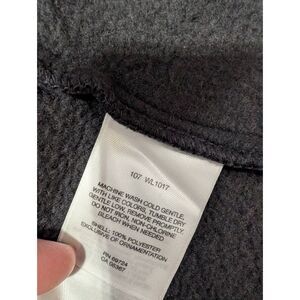 107 WL1017
MACHINE WASH COLD GENTLE,
WITH LIKE COLORS, TUMBLE DRY
GENTLE LOW, REMOVE PROMPTLY,
DO NOT IRON, NON-CHLORINE
BLEACH WHEN NEEDED
SHELL: 100% POLYESTER
EXCLUSIVE OF ORNAMENTATION
RN 69724
CA 05367